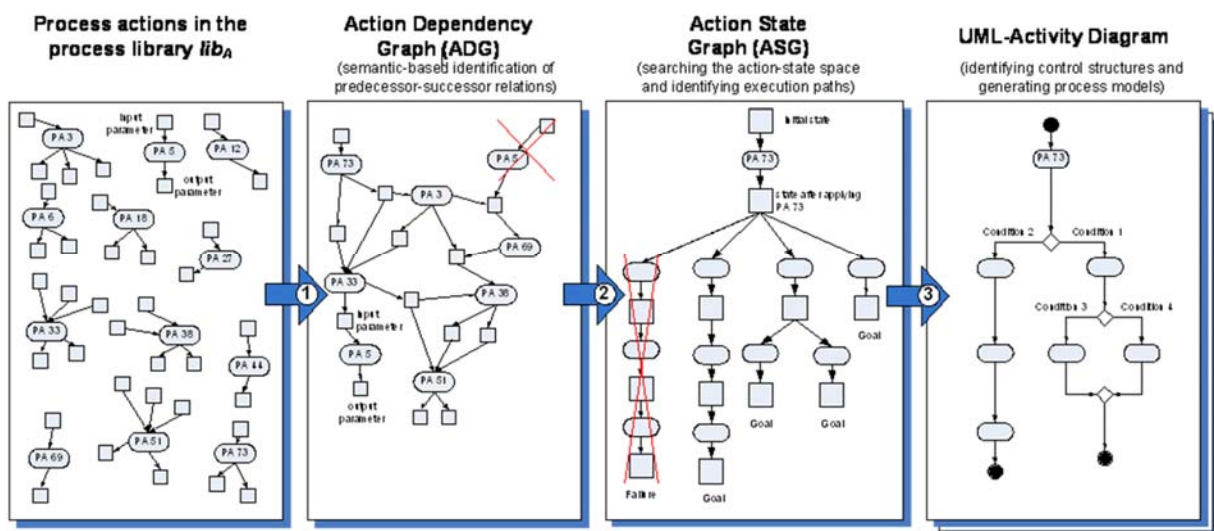 Process actions in the
process library lib_A
Input
parameter
PA 3
PA 5
PA 12
output
parameter
PA 6
PA 18
PA 27
PA 33
PA 38
PA 44
PA 51
PA 69
PA 73
1
Action Dependency
Graph (ADG)
(semantic-based identification of
predecessor-successor relations)
PA 73
PA
PA 3
PA 69
PA 33
PA 38
Input
parameter
PA 5
PA 51
output
parameter
2
Action State
Graph (ASG)
(searching the action-state space
and identifying execution paths)
Initial state
PA 73
state after applying
PA 73
Goal
Goal
Goal
Failure
Goal
3
UML-Activity Diagram
(identifying control structures and
generating process models)
PA 73
Condition 2
Condition 1
Condition 3
Condition 4